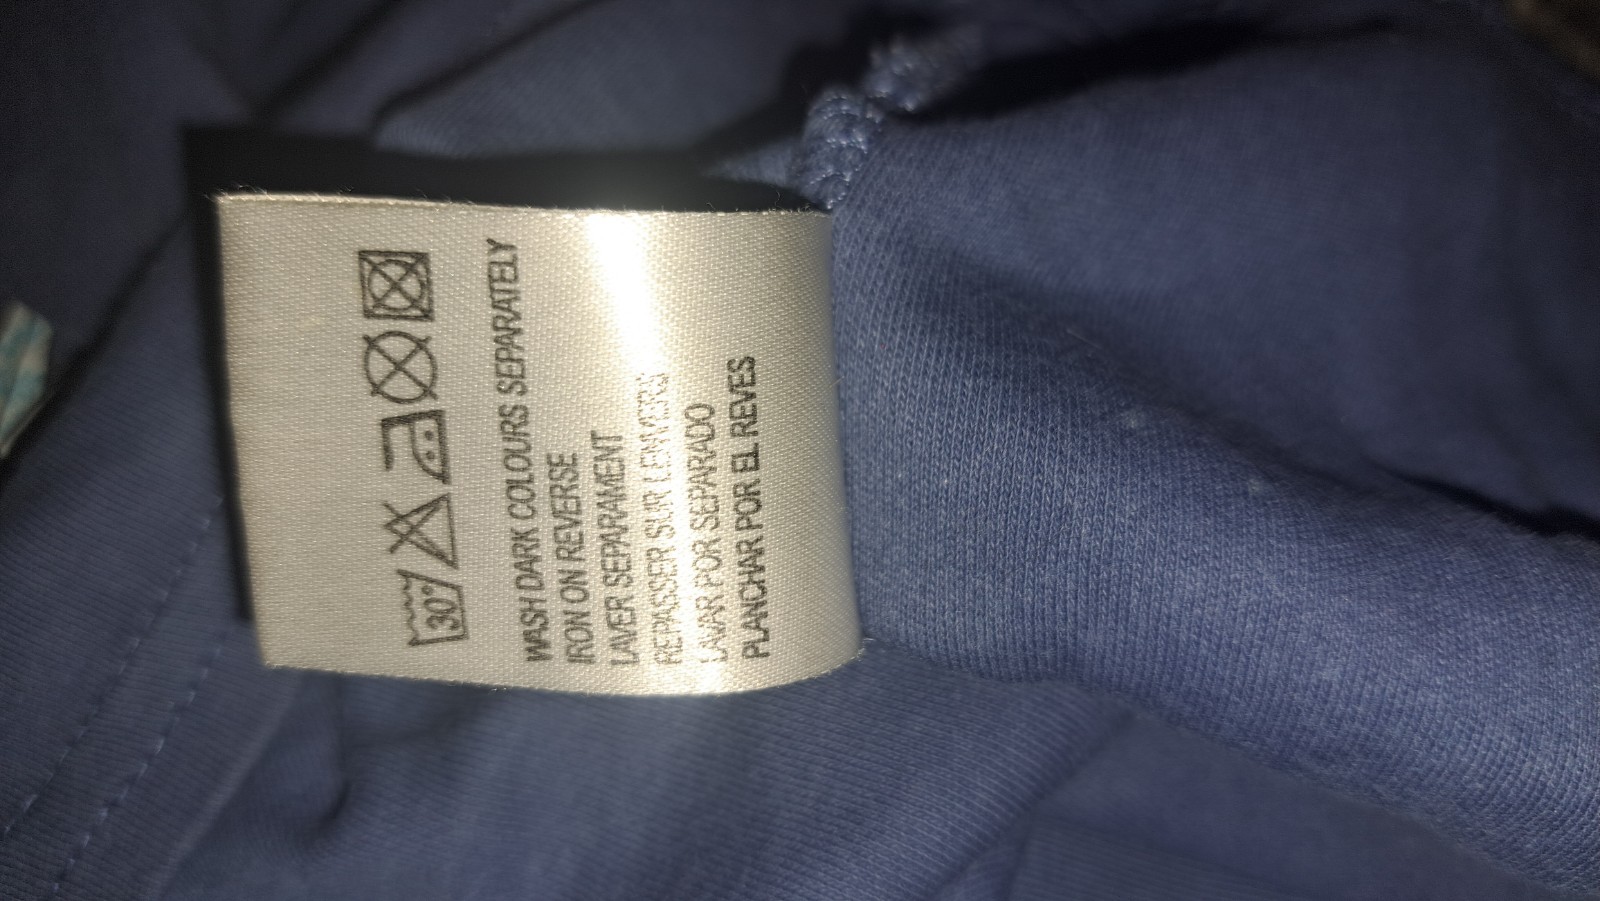 30°
WASH DARK COLOURS SEPARATELY
IRON ON REVERSE
LAVER SEPARAMENT
REPASSER SUR LENVERS
LAVAR POR SEPARADO
PLANCHAR POR EL REVES